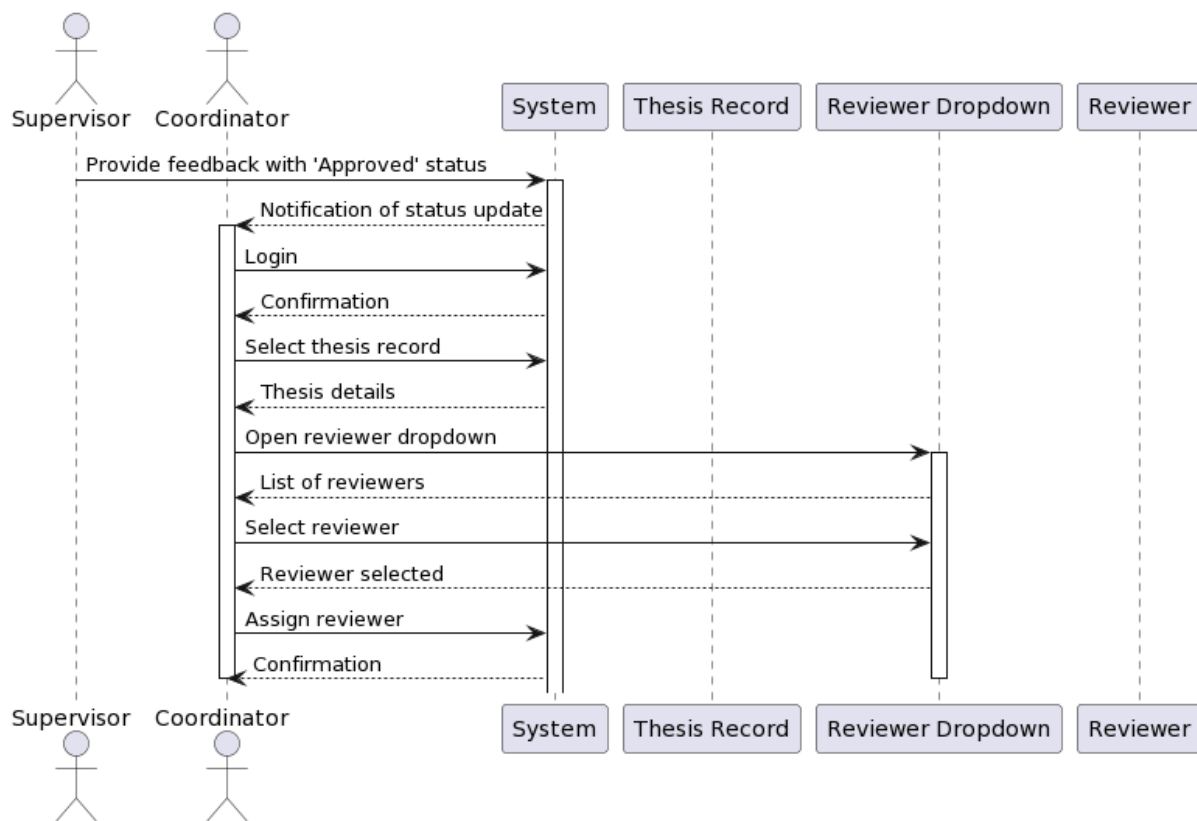 Supervisor Coordinator System Thesis Record Reviewer Dropdown Reviewer
Provide feedback with 'Approved' status
Notification of status update
Login
Confirmation
Select thesis record
Thesis details
Open reviewer dropdown
List of reviewers
Select reviewer
Reviewer selected
Assign reviewer
Confirmation
Supervisor Coordinator System Thesis Record Reviewer Dropdown Reviewer